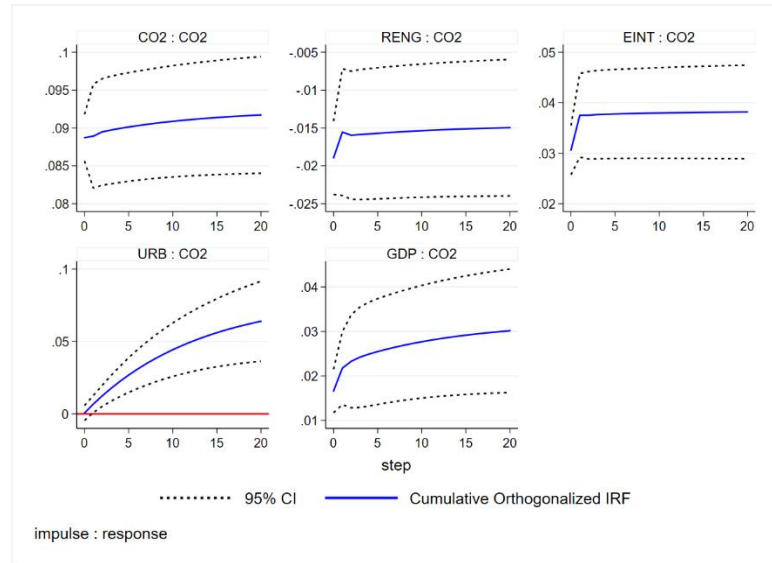 CO2 : CO2
.1
.095
.09
.085
.08
0 5 10 15 20
RENG : CO2
-.005
-.01
-.015
-.02
-.025
0 5 10 15 20
EINT : CO2
.05
.04
.03
.02
0 5 10 15 20
URB : CO2
.1
.05
0
0 5 10 15 20
GDP : CO2
.04
.03
.02
.01
0 5 10 15 20
step
95% CI Cumulative Orthogonalized IRF
impulse : response